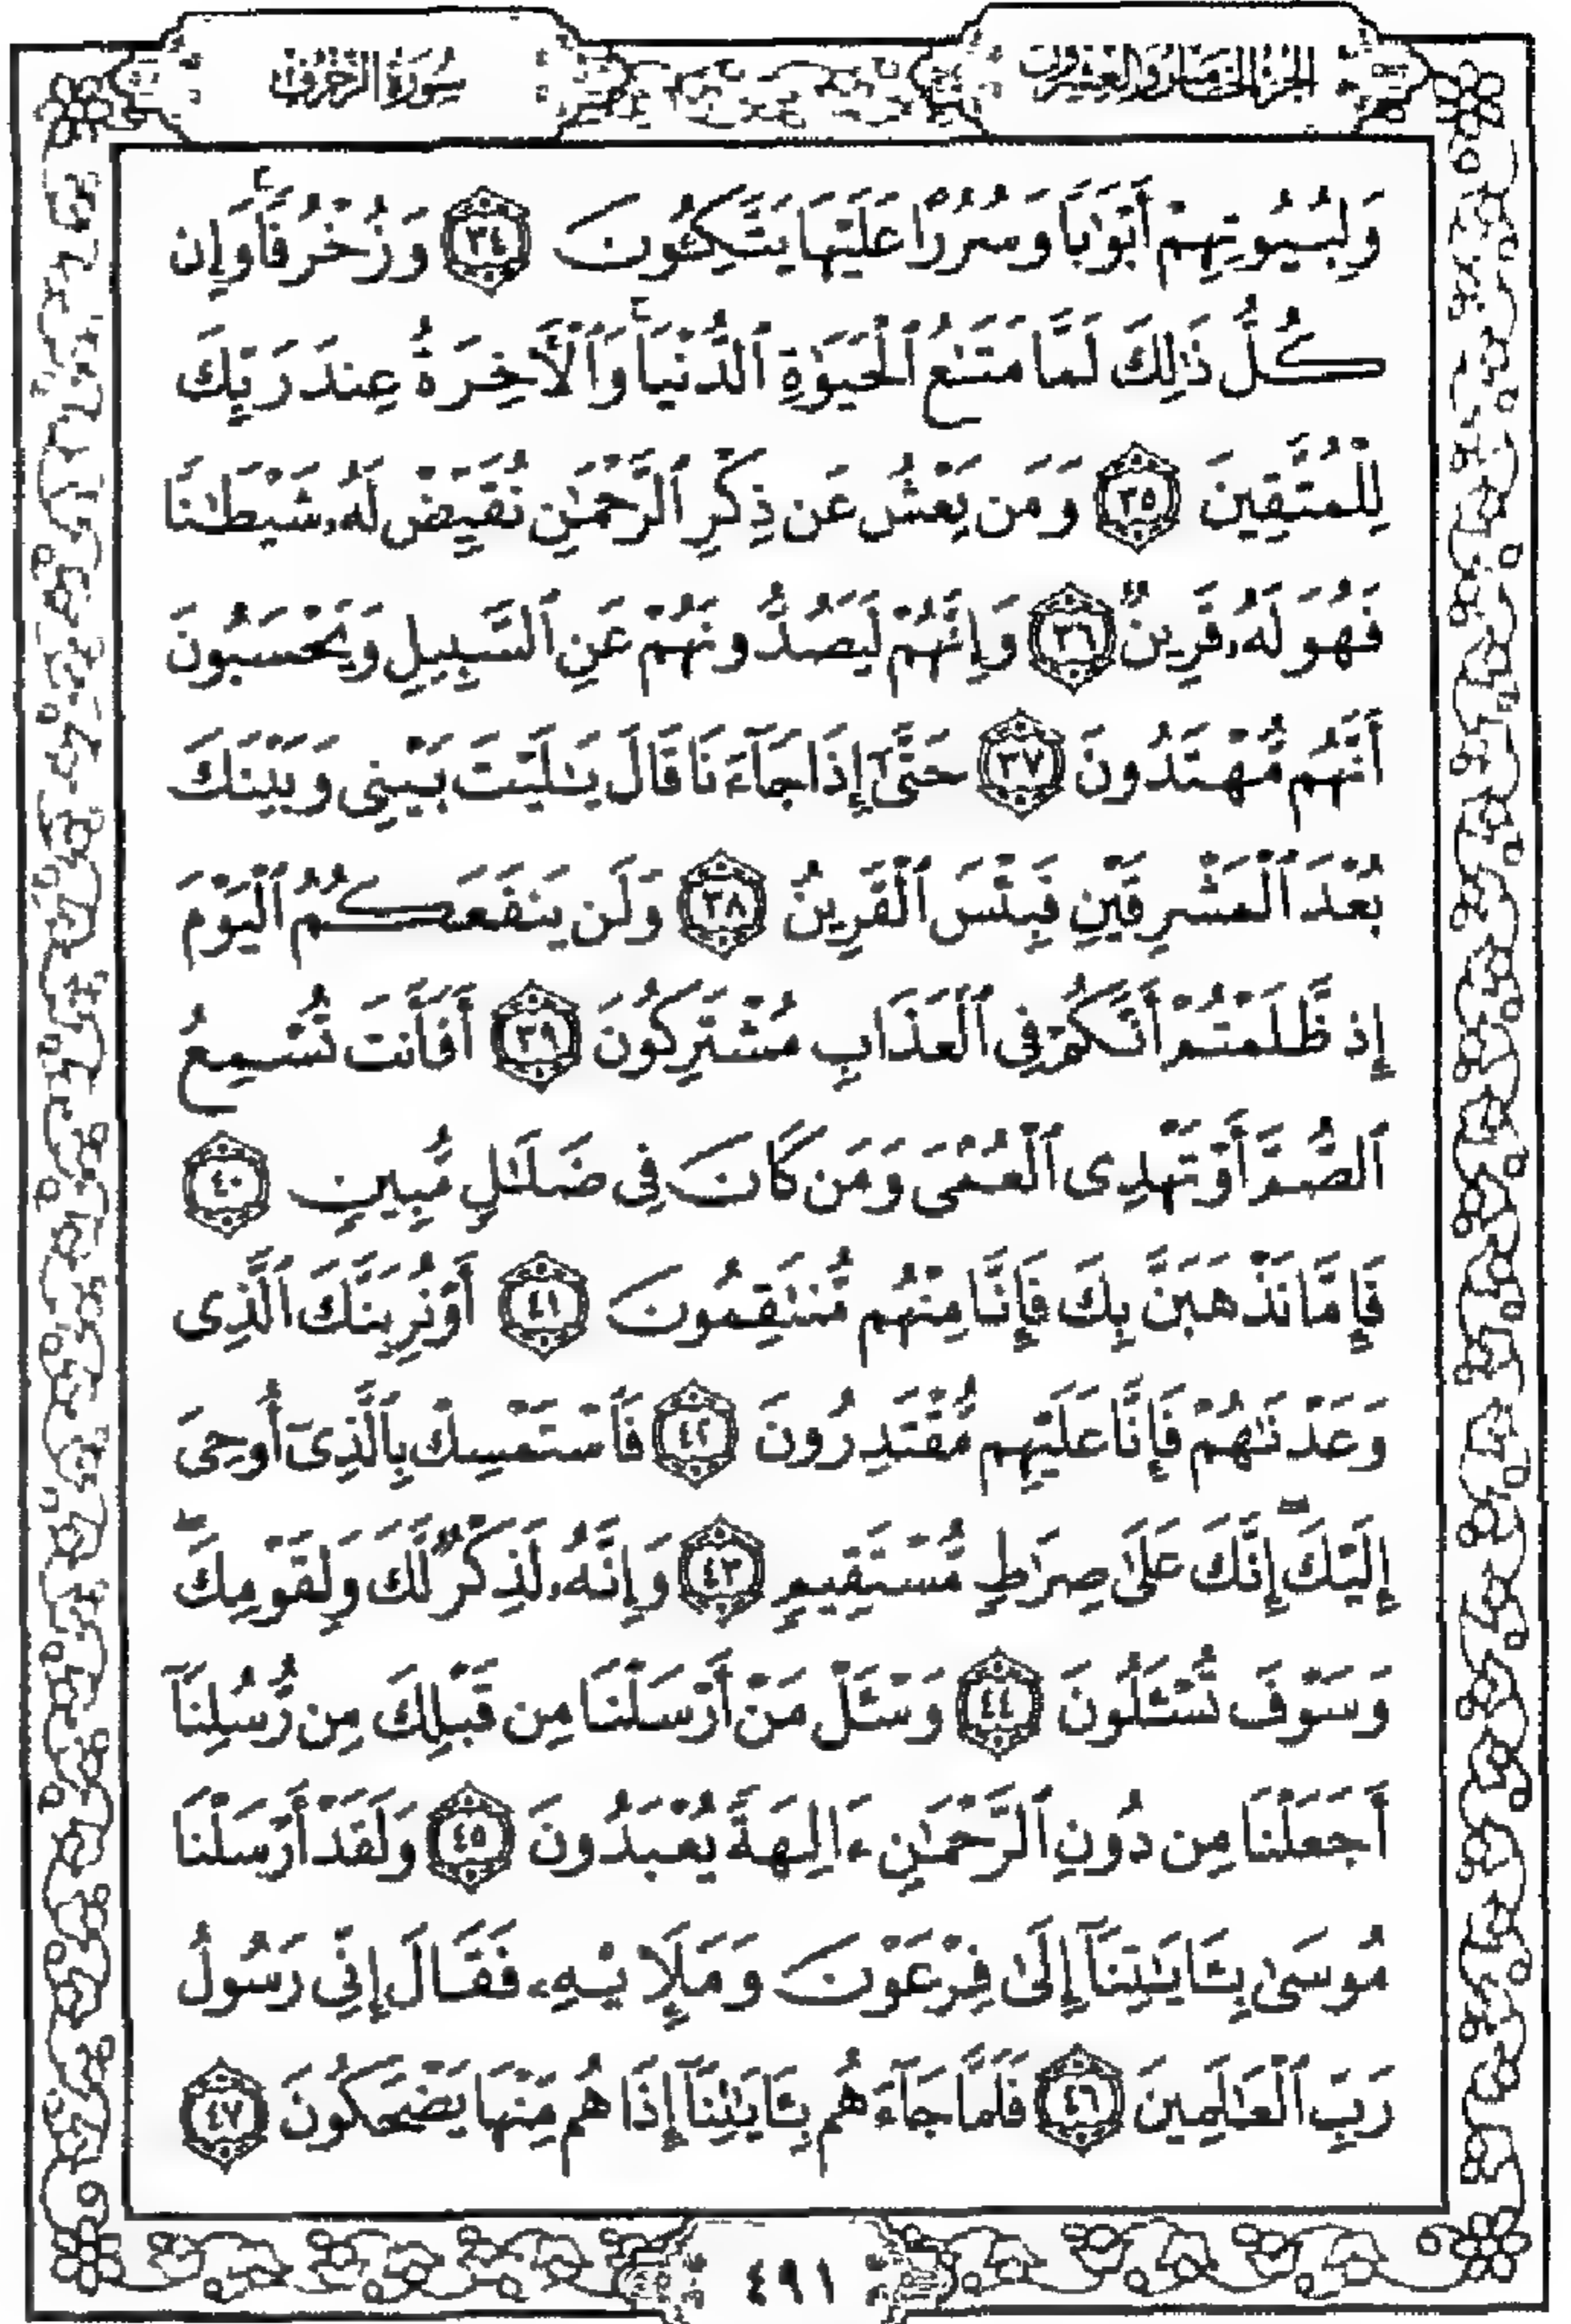 الجزء الخامس والعشرون
سورة الزخرف
وَلِبُيُوتِهِمْ أَبْوَٰبًا وَسُرُرًا عَلَيْهَا يَتَّكِـُٔونَ ٣٤ وَزُخْرُفًا ۚ وَإِن
كُلُّ ذَٰلِكَ لَمَّا مَتَـٰعُ ٱلْحَيَوٰةِ ٱلدُّنْيَا ۚ وَٱلْـَٔاخِرَةُ عِندَ رَبِّكَ
لِلْمُتَّقِينَ ٣٥ وَمَن يَعْشُ عَن ذِكْرِ ٱلرَّحْمَـٰنِ نُقَيِّضْ لَهُۥ شَيْطَـٰنًا
فَهُوَ لَهُۥ قَرِينٌ ٣٦ وَإِنَّهُمْ لَيَصُدُّونَهُمْ عَنِ ٱلسَّبِيلِ وَيَحْسَبُونَ
أَنَّهُم مُّهْتَدُونَ ٣٧ حَتَّىٰٓ إِذَا جَآءَنَا قَالَ يَـٰلَيْتَ بَيْنِى وَبَيْنَكَ
بُعْدَ ٱلْمَشْرِقَيْنِ فَبِئْسَ ٱلْقَرِينُ ٣٨ وَلَن يَنفَعَكُمُ ٱلْيَوْمَ
إِذ ظَّلَمْتُمْ أَنَّكُمْ فِى ٱلْعَذَابِ مُشْتَرِكُونَ ٣٩ أَفَأَنتَ تُسْمِعُ
ٱلصُّمَّ أَوْ تَهْدِى ٱلْعُمْىَ وَمَن كَانَ فِى ضَلَـٰلٍ مُّبِينٍ ٤٠
فَإِمَّا نَذْهَبَنَّ بِكَ فَإِنَّا مِنْهُم مُّنتَقِمُونَ ٤١ أَوْ نُرِيَنَّكَ ٱلَّذِى
وَعَدْنَـٰهُمْ فَإِنَّا عَلَيْهِم مُّقْتَدِرُونَ ٤٢ فَٱسْتَمْسِكْ بِٱلَّذِىٓ أُوحِىَ
إِلَيْكَ ۖ إِنَّكَ عَلَىٰ صِرَٰطٍ مُّسْتَقِيمٍ ٤٣ وَإِنَّهُۥ لَذِكْرٌ لَّكَ وَلِقَوْمِكَ ۖ
وَسَوْفَ تُسْـَٔلُونَ ٤٤ وَسْـَٔلْ مَنْ أَرْسَلْنَا مِن قَبْلِكَ مِن رُّسُلِنَآ
أَجَعَلْنَا مِن دُونِ ٱلرَّحْمَـٰنِ ءَالِهَةً يُعْبَدُونَ ٤٥ وَلَقَدْ أَرْسَلْنَا
مُوسَىٰ بِـَٔايَـٰتِنَآ إِلَىٰ فِرْعَوْنَ وَمَلَإِي۟هِۦ فَقَالَ إِنِّى رَسُولُ
رَبِّ ٱلْعَـٰلَمِينَ ٤٦ فَلَمَّا جَآءَهُم بِـَٔايَـٰتِنَآ إِذَا هُم مِّنْهَا يَضْحَكُونَ ٤٧
٤٩١